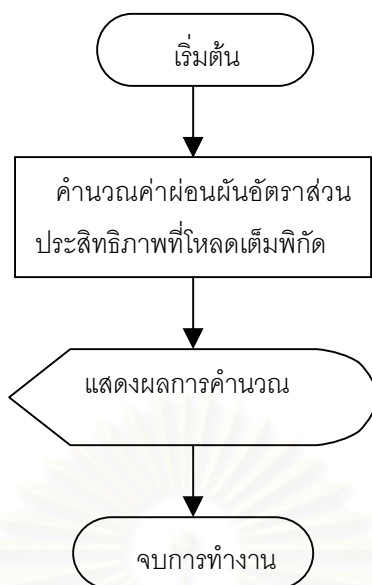 เริ่มต้น
คำนวณค่าผ่อนผันอัตราส่วน
ประสิทธิภาพที่โหลดเต็มพิกัด
แสดงผลการคำนวณ
จบการทำงาน